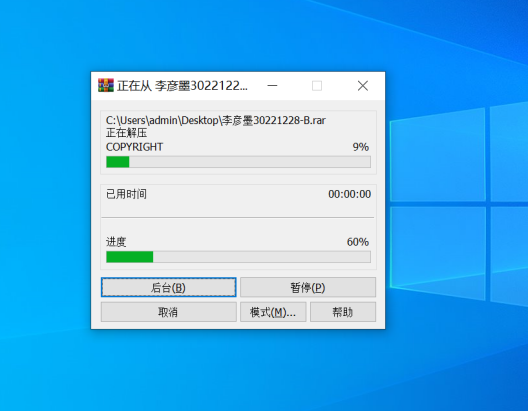 正在从 李彦墨3022122...
C:\Users\admin\Desktop\李彦墨30221228-B.rar
正在解压
COPYRIGHT 9%
已用时间 00:00:00
进度 60%
后台(B) 暂停(P)
取消 模式(M)... 帮助